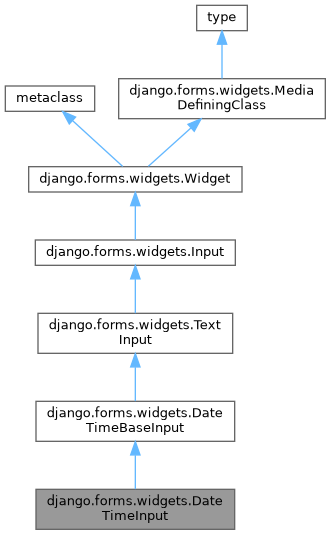 type
metaclass
django.forms.widgets.Media
DefiningClass
django.forms.widgets.Widget
django.forms.widgets.Input
django.forms.widgets.Text
Input
django.forms.widgets.Date
TimeBaseInput
django.forms.widgets.Date
TimeInput